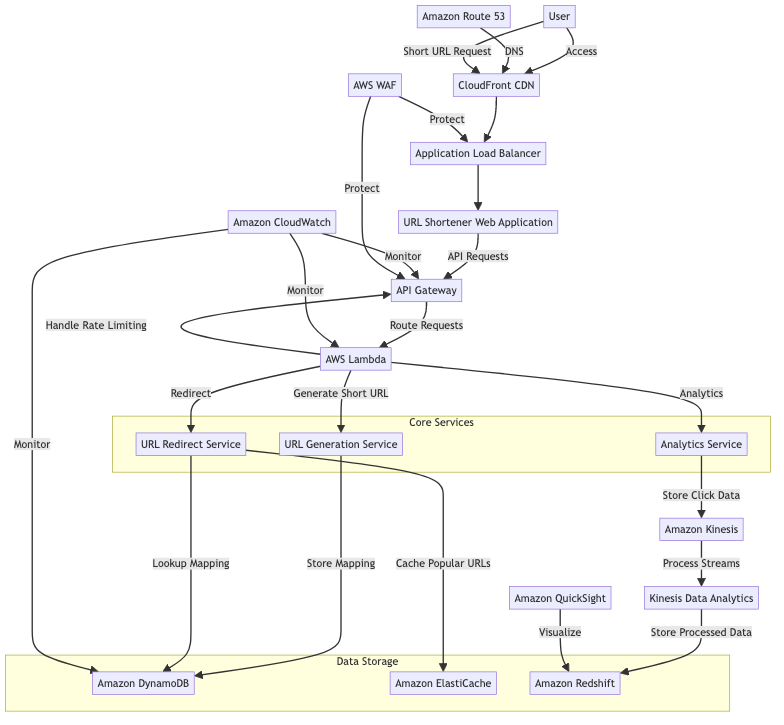 Amazon Route 53
User
Short URL Request
DNS
Access
AWS WAF
CloudFront CDN
Protect
Application Load Balancer
Protect
Amazon CloudWatch
URL Shortener Web Application
Monitor
API Requests
Monitor
API Gateway
Handle Rate Limiting
Route Requests
AWS Lambda
Redirect
Generate Short URL
Analytics
Core Services
Monitor
URL Redirect Service
URL Generation Service
Analytics Service
Store Click Data
Amazon Kinesis
Lookup Mapping
Store Mapping
Cache Popular URLs
Process Streams
Amazon QuickSight
Kinesis Data Analytics
Visualize
Store Processed Data
Data Storage
Amazon DynamoDB
Amazon ElastiCache
Amazon Redshift